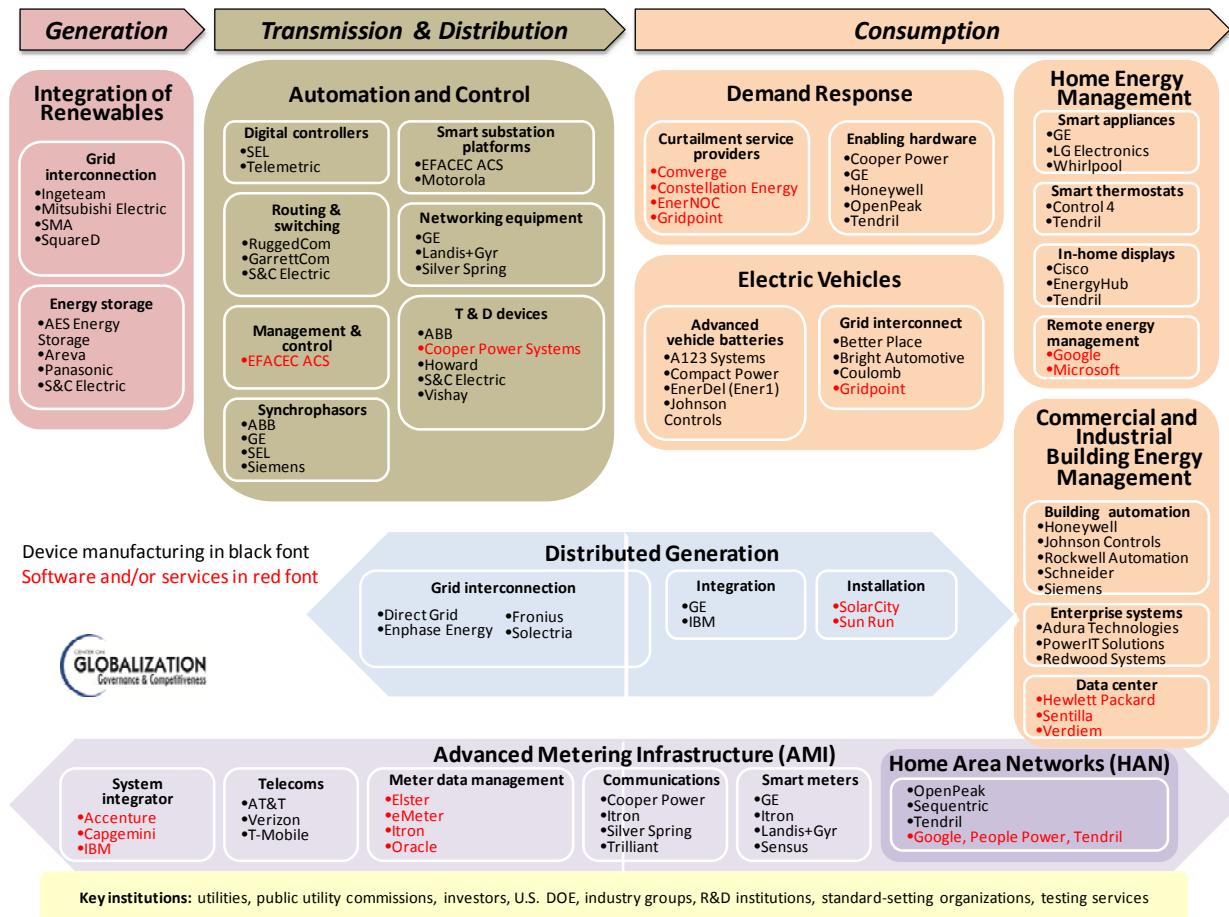 Generation
Transmission & Distribution
Consumption
Integration of
Renewables
Grid
interconnection
•Ingeteam
•Mitsubishi Electric
•SMA
•SquareD
Energy storage
•AES Energy
Storage
•Areva
•Panasonic
•S&C Electric
Automation and Control
Digital controllers
•SEL
•Telemetric
Routing &
switching
•RuggedCom
•GarrettCom
•S&C Electric
Management &
control
•EFACEC ACS
Synchrophasors
•ABB
•GE
•SEL
•Siemens
Smart substation
platforms
•EFACEC ACS
•Motorola
Networking equipment
•GE
•Landis+Gyr
•Silver Spring
T & D devices
•ABB
•Cooper Power Systems
•Howard
•S&C Electric
•Vishay
Demand Response
Curtailment service
providers
•Comverge
•Constellation Energy
•EnerNOC
•Gridpoint
Enabling hardware
•Cooper Power
•GE
•Honeywell
•OpenPeak
•Tendril
Electric Vehicles
Advanced
vehicle batteries
•A123 Systems
•Compact Power
•EnerDel (Ener1)
•Johnson
Controls
Grid interconnect
•Better Place
•Bright Automotive
•Coulomb
•Gridpoint
Home Energy
Management
Smart appliances
•GE
•LG Electronics
•Whirlpool
Smart thermostats
•Control 4
•Tendril
In-home displays
•Cisco
•EnergyHub
•Tendril
Remote energy
management
•Google
•Microsoft
Commercial and
Industrial
Building Energy
Management
Building automation
•Honeywell
•Johnson Controls
•Rockwell Automation
•Schneider
•Siemens
Enterprise systems
•Adura Technologies
•PowerIT Solutions
•Redwood Systems
Data center
•Hewlett Packard
•Sentilla
•Verdiem
Device manufacturing in black font
Software and/or services in red font
CENTER ON
GLOBALIZATION
Governance & Competitiveness
Distributed Generation
Grid interconnection
•Direct Grid
•Enphase Energy
•Fronius
•Solectria
Integration
•GE
•IBM
Installation
•SolarCity
•Sun Run
Advanced Metering Infrastructure (AMI)
System
integrator
•Accenture
•Capgemini
•IBM
Telecoms
•AT&T
•Verizon
•T-Mobile
Meter data management
•Elster
•eMeter
•Itron
•Oracle
Communications
•Cooper Power
•Itron
•Silver Spring
•Trilliant
Smart meters
•GE
•Itron
•Landis+Gyr
•Sensus
Home Area Networks (HAN)
•OpenPeak
•Sequentric
•Tendril
•Google, People Power, Tendril
Key institutions: utilities, public utility commissions, investors, U.S. DOE, industry groups, R&D institutions, standard-setting organizations, testing services